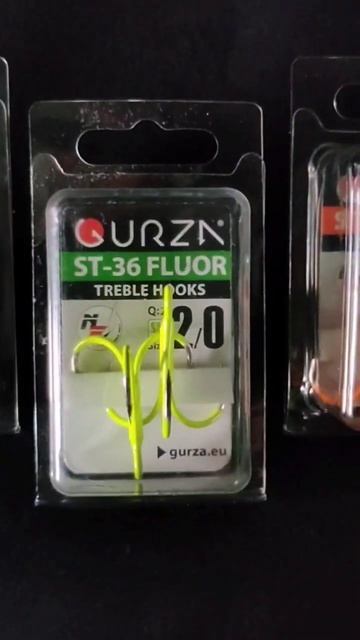 GURZA
ST-36 FLUOR
TREBLE HOOKS
2/0
gurza.eu